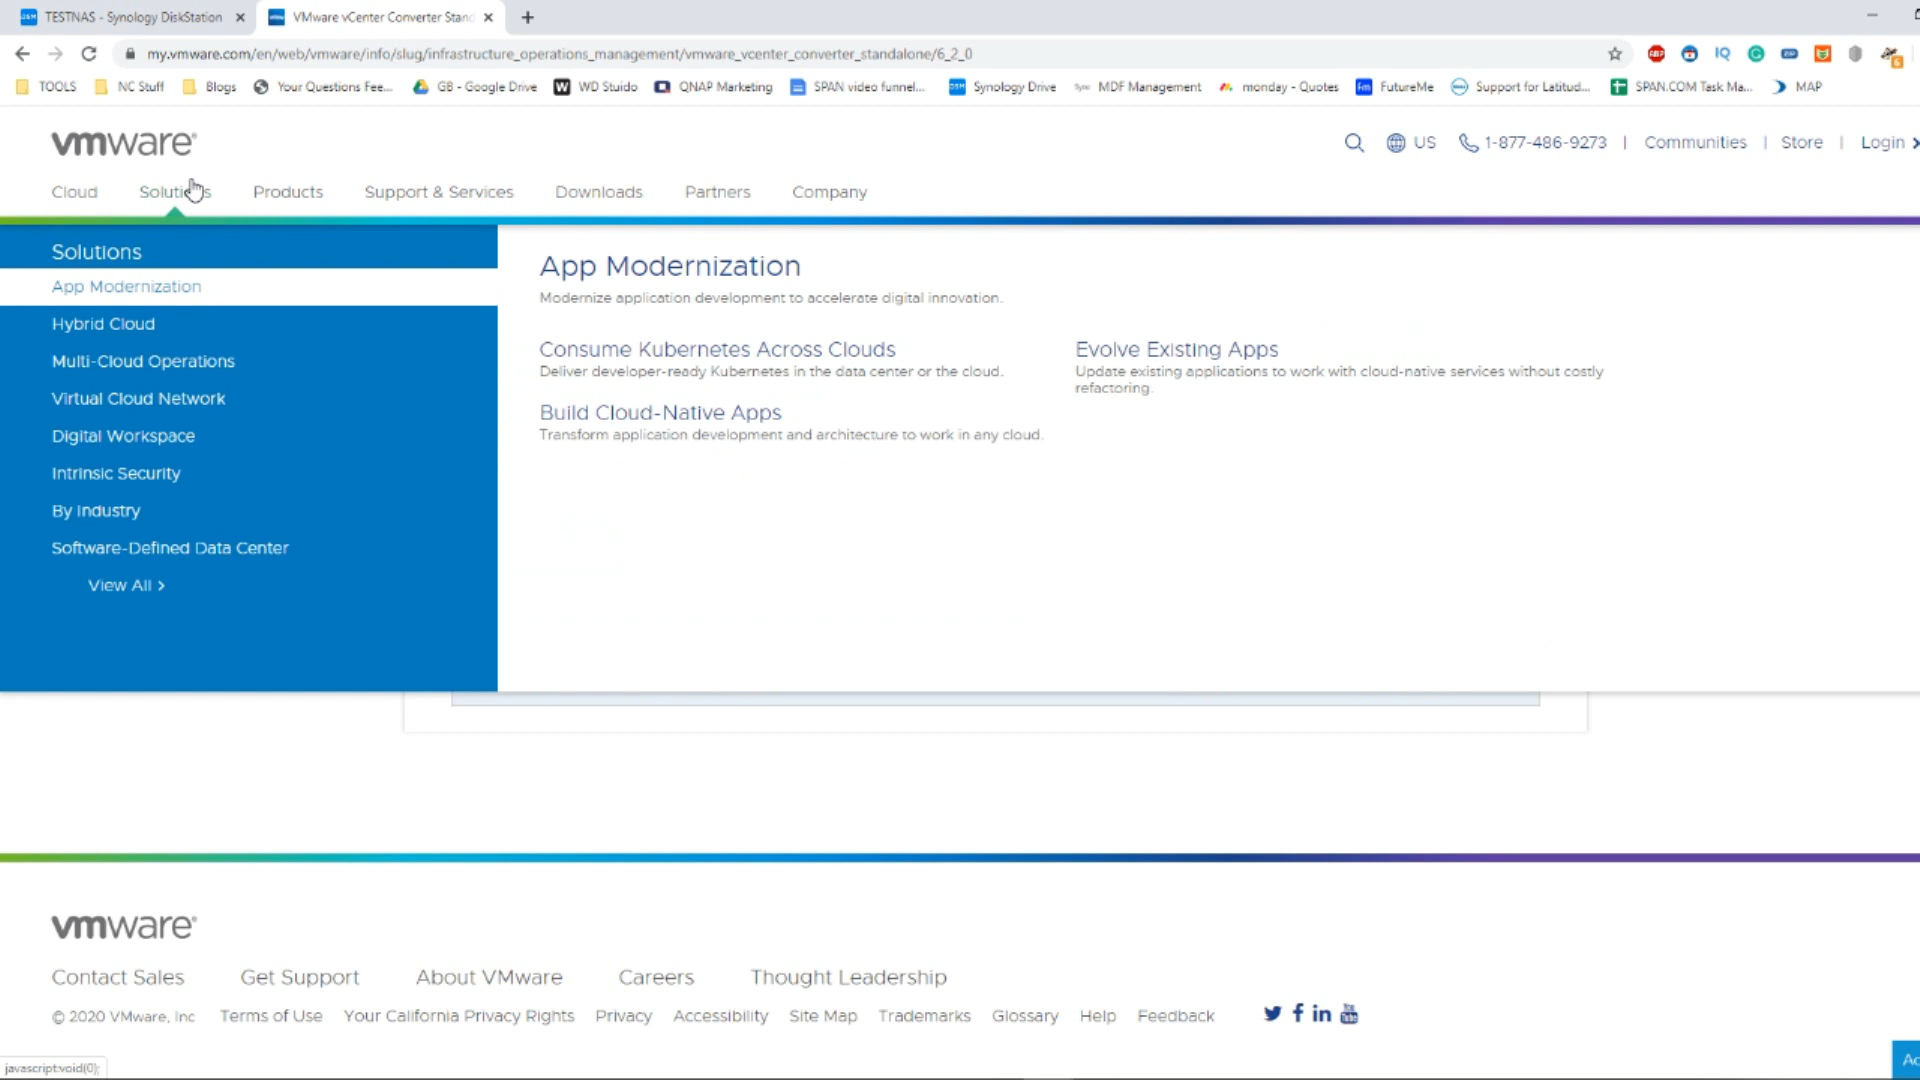 TESTNAS - Synology DiskStation
VMware vCenter Converter Stand
my.vmware.com/en/web/vmware/info/slug/infrastructure_operations_management/vmware_vcenter_converter_standalone/6_2_0
TOOLS NC Stuff Blogs Your Questions Fee... GB - Google Drive WD Stuido QNAP Marketing SPAN video funnel... Synology Drive MDF Management monday - Quotes FutureMe Support for Latitud... SPAN.COM Task Ma... MAP
vmware®
US 1-877-486-9273 | Communities | Store | Login
Cloud Solutions Products Support & Services Downloads Partners Company
Solutions
App Modernization
Hybrid Cloud
Multi-Cloud Operations
Virtual Cloud Network
Digital Workspace
Intrinsic Security
By Industry
Software-Defined Data Center
View All >
App Modernization
Modernize application development to accelerate digital innovation.
Consume Kubernetes Across Clouds
Deliver developer-ready Kubernetes in the data center or the cloud.
Build Cloud-Native Apps
Transform application development and architecture to work in any cloud.
Evolve Existing Apps
Update existing applications to work with cloud-native services without costly
refactoring.
vmware®
Contact Sales Get Support About VMware Careers Thought Leadership
© 2020 VMware, Inc Terms of Use Your California Privacy Rights Privacy Accessibility Site Map Trademarks Glossary Help Feedback
javascript:void(0);